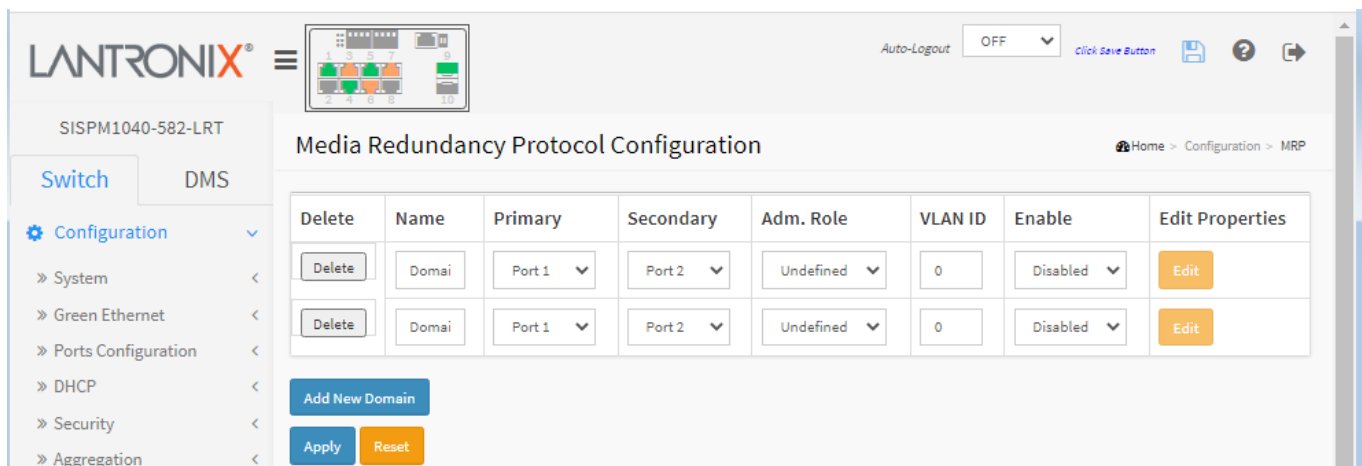 LANTRONIX®
1 3 5 7 9
2 4 6 8 10
Auto-Logout OFF Click Save Button
SISPM1040-582-LRT
Switch DMS
Configuration
» System
» Green Ethernet
» Ports Configuration
» DHCP
» Security
» Aggregation
Media Redundancy Protocol Configuration
Home > Configuration > MRP
Delete Name Primary Secondary Adm. Role VLAN ID Enable Edit Properties
Delete Domai Port 1 Port 2 Undefined 0 Disabled Edit
Delete Domai Port 1 Port 2 Undefined 0 Disabled Edit
Add New Domain
Apply Reset